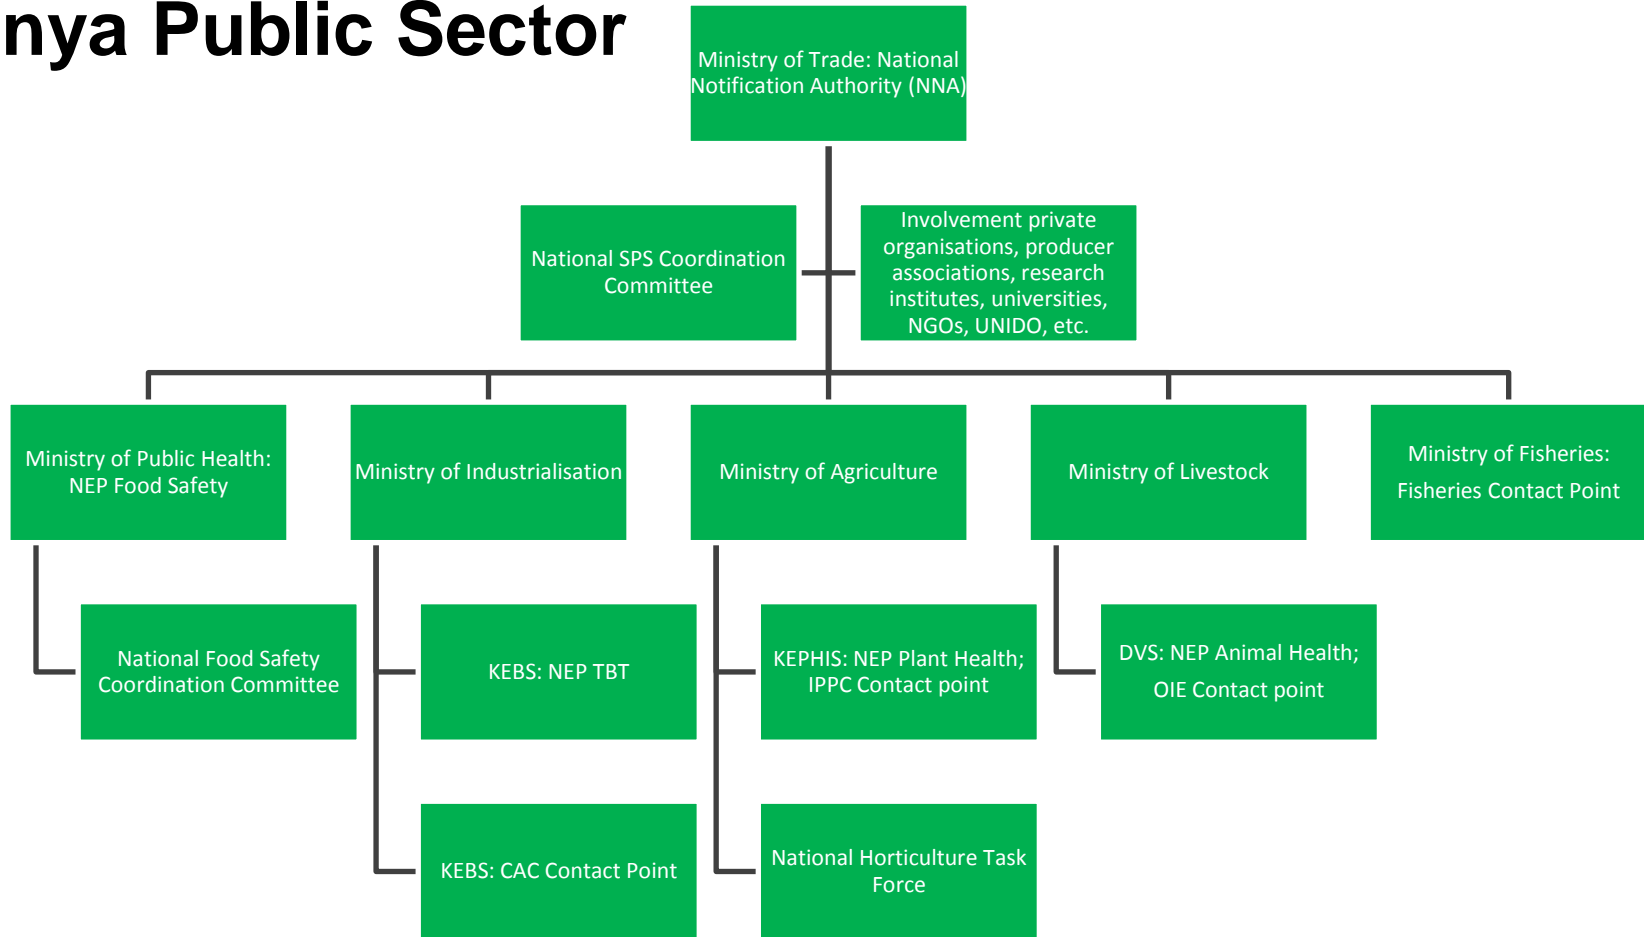 nya Public Sector
Ministry of Trade: National
Notification Authority (NNA)
National SPS Coordination
Committee
Involvement private
organisations, producer
associations, research
institutes, universities,
NGOs, UNIDO, etc.
Ministry of Public Health:
NEP Food Safety
Ministry of Industrialisation
Ministry of Agriculture
Ministry of Livestock
Ministry of Fisheries:
Fisheries Contact Point
National Food Safety
Coordination Committee
KEBS: NEP TBT
KEPHIS: NEP Plant Health;
IPPC Contact point
DVS: NEP Animal Health;
OIE Contact point
KEBS: CAC Contact Point
National Horticulture Task
Force